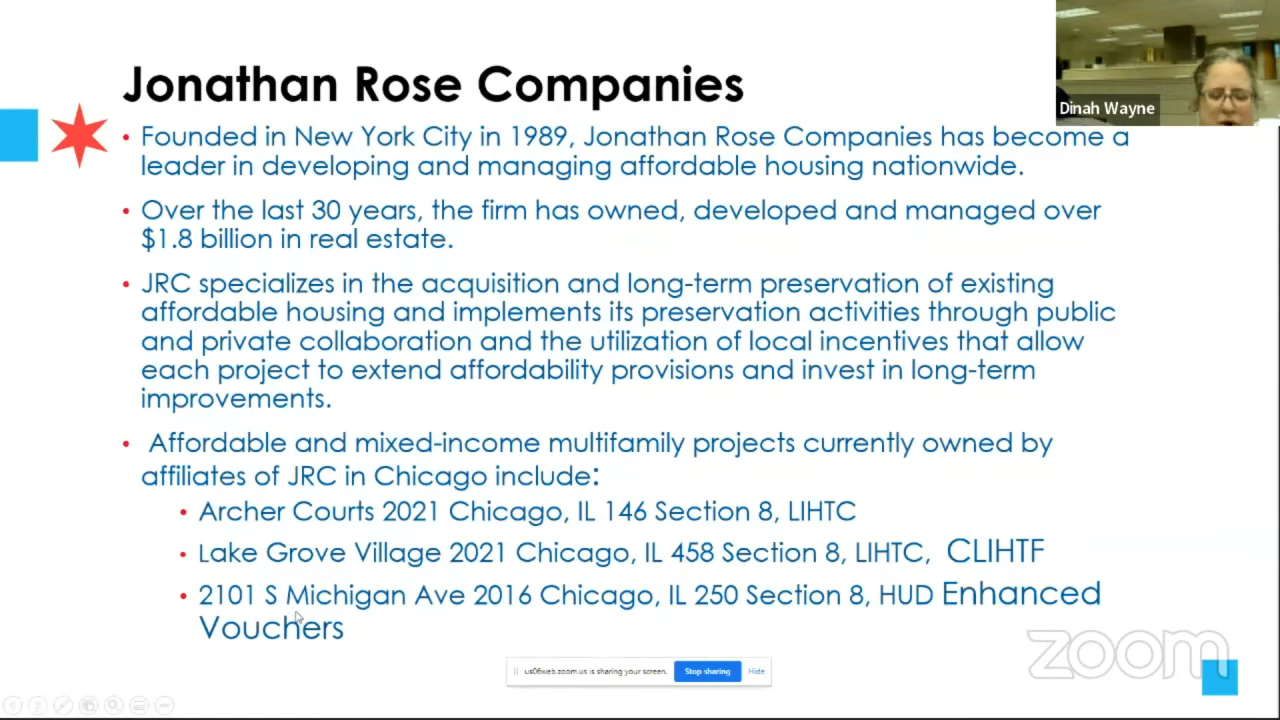 Jonathan Rose Companies
Dinah Wayne
• Founded in New York City in 1989, Jonathan Rose Companies has become a
leader in developing and managing affordable housing nationwide.
• Over the last 30 years, the firm has owned, developed and managed over
$1.8 billion in real estate.
• JRC specializes in the acquisition and long-term preservation of existing
affordable housing and implements its preservation activities through public
and private collaboration and the utilization of local incentives that allow
each project to extend affordability provisions and invest in long-term
improvements.
• Affordable and mixed-income multifamily projects currently owned by
affiliates of JRC in Chicago include:
• Archer Courts 2021 Chicago, IL 146 Section 8, LIHTC
• Lake Grove Village 2021 Chicago, IL 458 Section 8, LIHTC, CLIHTF
• 2101 S Michigan Ave 2016 Chicago, IL 250 Section 8, HUD Enhanced
Vouchers
zoom
us06web.zoom.us is sharing your screen. Stop sharing Hide